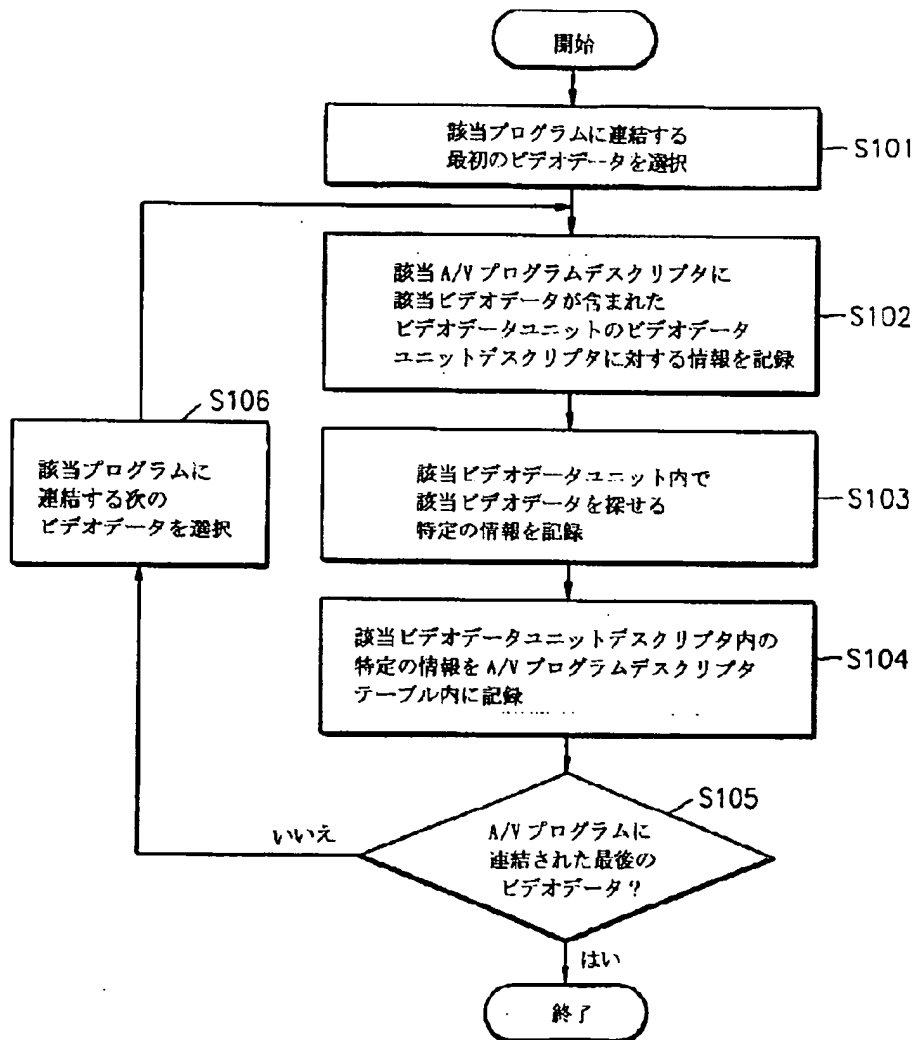 開始
該当プログラムに連結する
最初のビデオデータを選択
S101
該当 A/V プログラムデスクリプタに
該当ビデオデータが含まれた
ビデオデータユニットのビデオデータ
ユニットデスクリプタに対する情報を記録
S102
S106
該当プログラムに
連結する次の
ビデオデータを選択
該当ビデオデータユニット内で
該当ビデオデータを探せる
特定の情報を記録
S103
該当ビデオデータユニットデスクリプタ内の
特定の情報を A/V プログラムデスクリプタ
テーブル内に記録
S104
S105
いいえ
A/V プログラムに
連結された最後の
ビデオデータ？
はい
終了